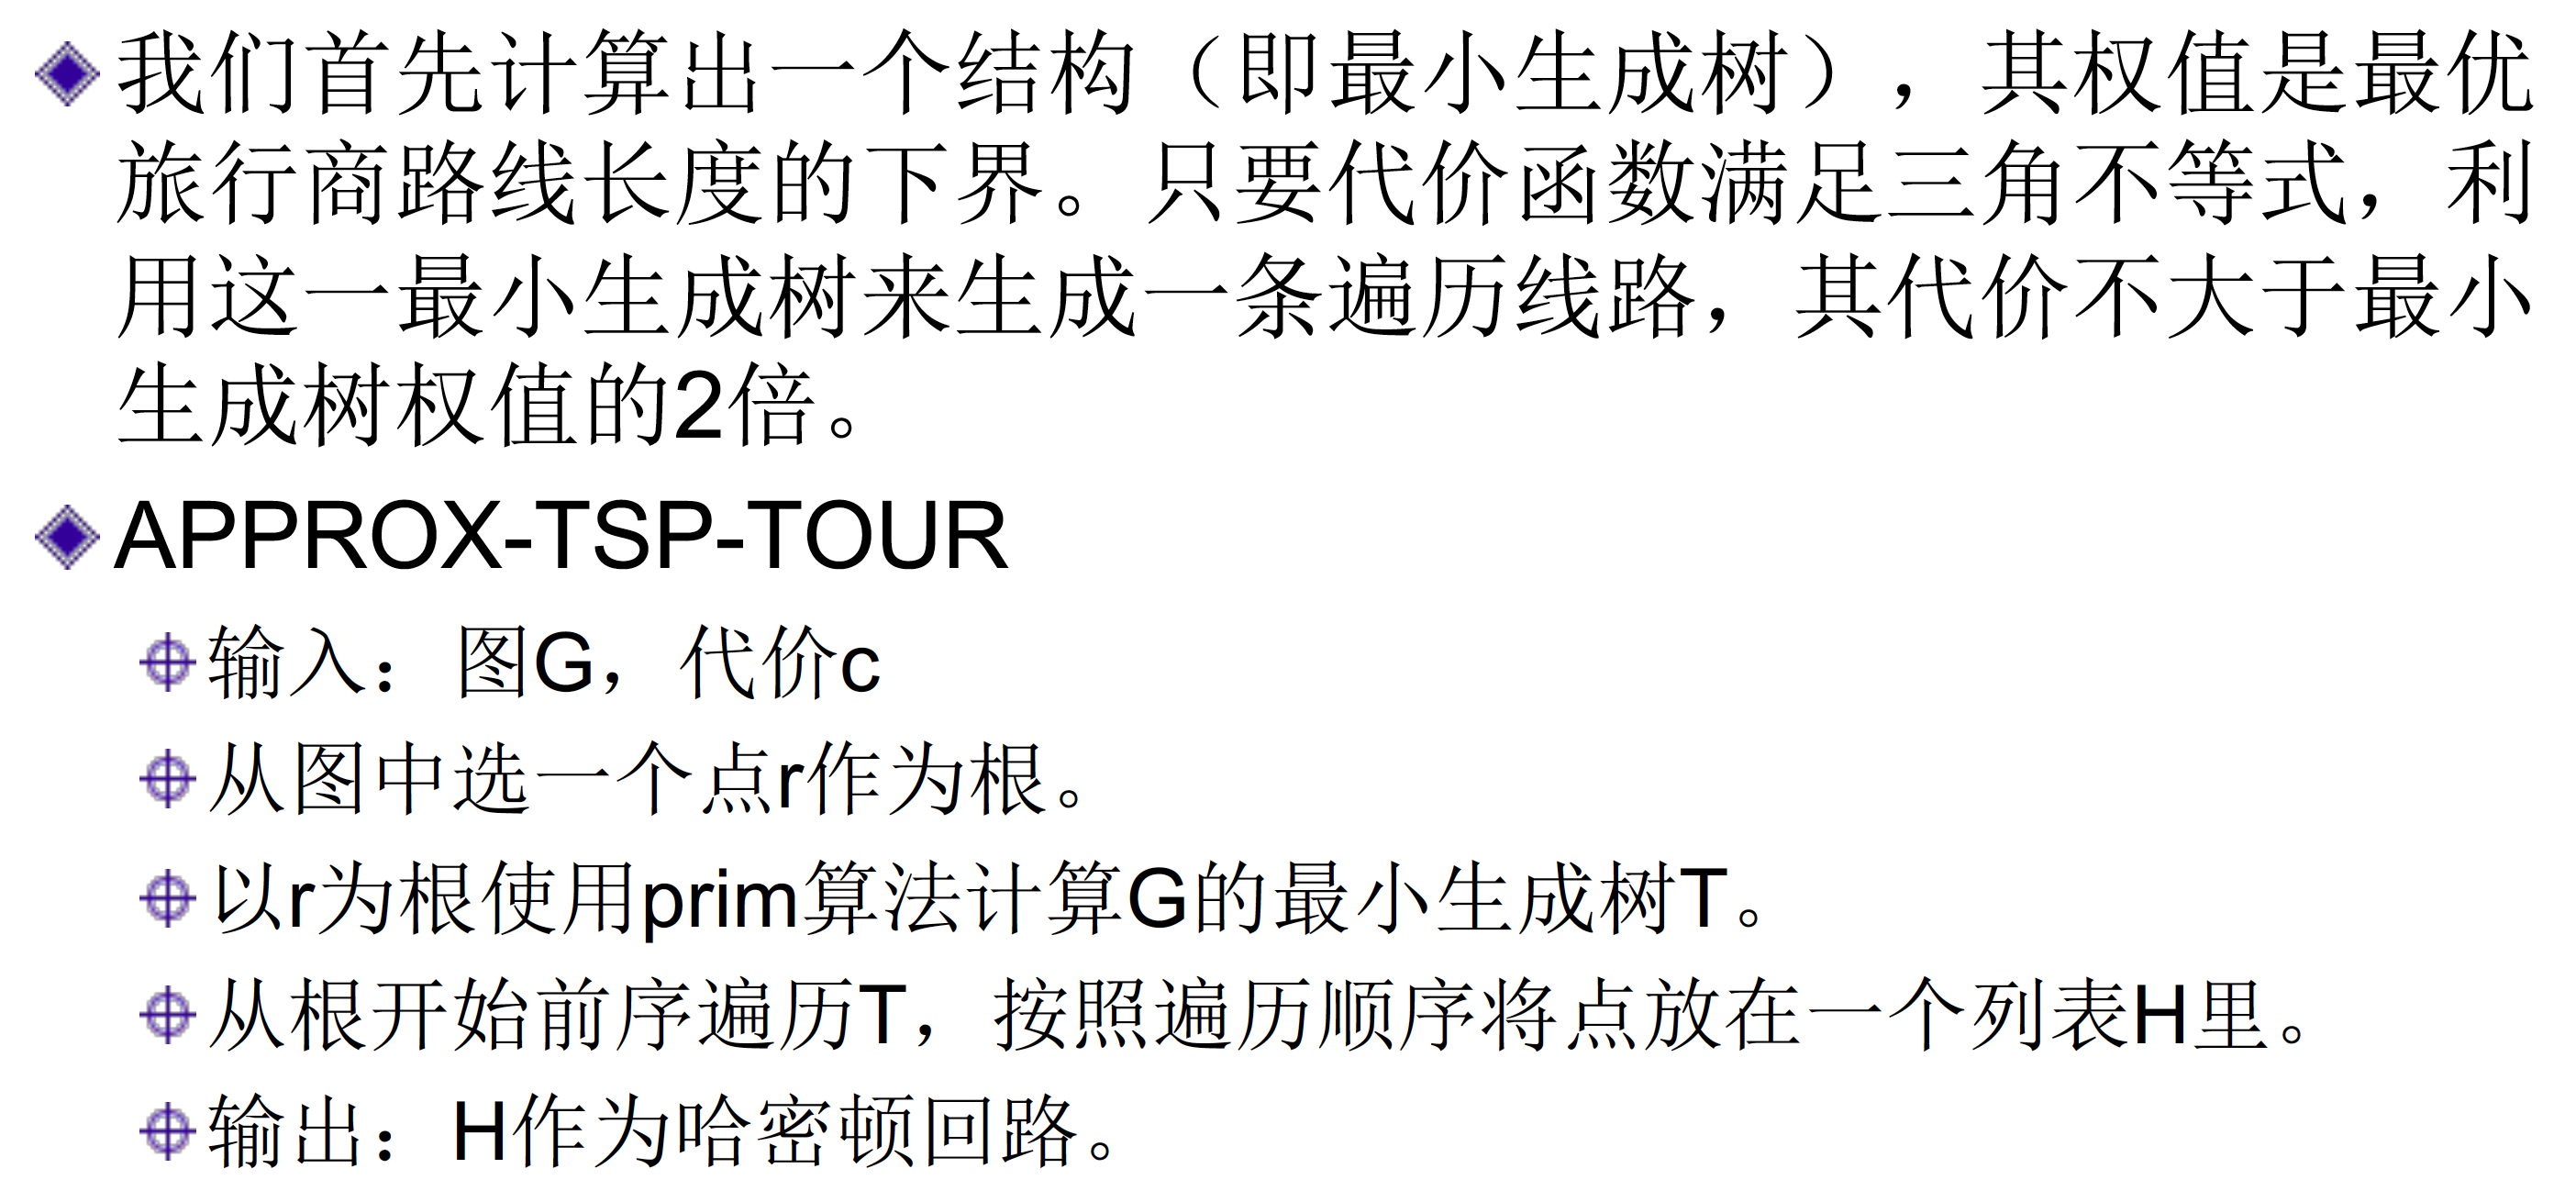 我们首先计算出一个结构（即最小生成树），其权值是最优
旅行商路线长度的下界。只要代价函数满足三角不等式，利
用这一最小生成树来生成一条遍历线路，其代价不大于最小
生成树权值的2倍。
APPROX-TSP-TOUR
输入：图G，代价c
从图中选一个点r作为根。
以r为根使用prim算法计算G的最小生成树T。
从根开始前序遍历T，按照遍历顺序将点放在一个列表H里。
输出：H作为哈密顿回路。